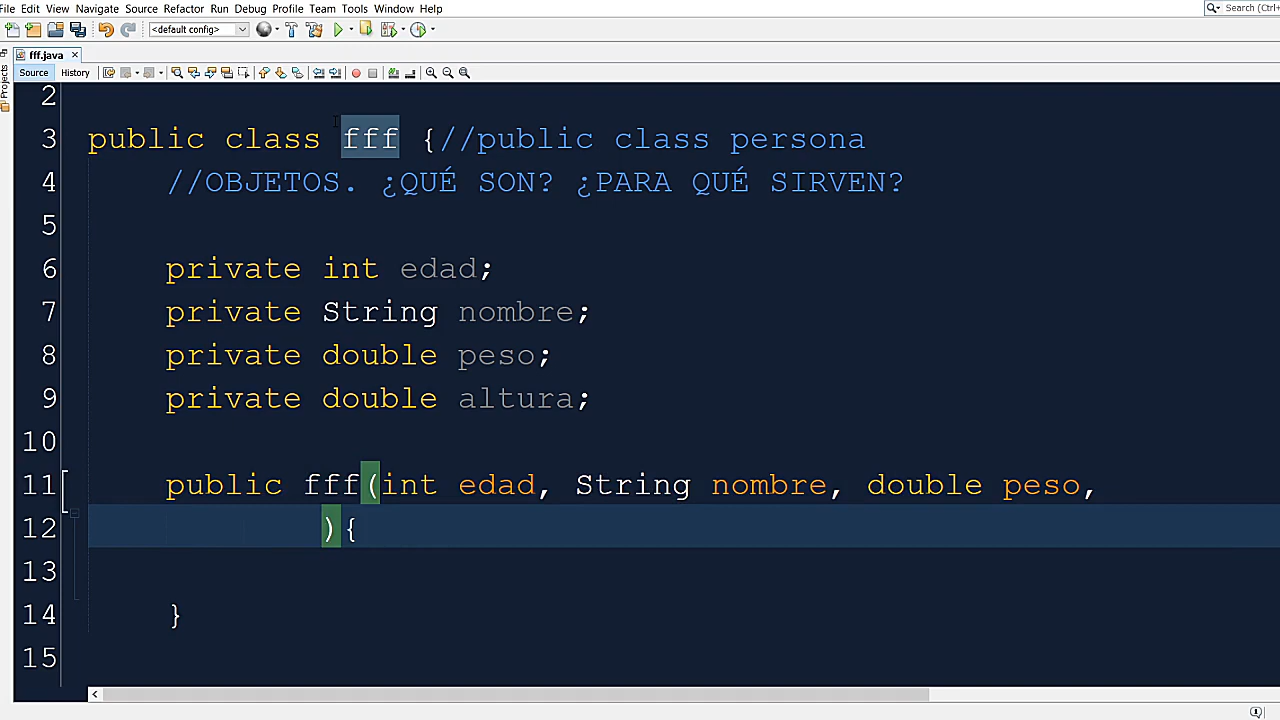 File Edit View Navigate Source Refactor Run Debug Profile Team Tools Window Help
<default config>
fff.java
Source History
Projects
2
3 public class fff {//public class persona
4 //OBJETOS. ¿QUÉ SON? ¿PARA QUÉ SIRVEN?
5
6 private int edad;
7 private String nombre;
8 private double peso;
9 private double altura;
10
11 public fff(int edad, String nombre, double peso,
12 ){
13
14 }
15